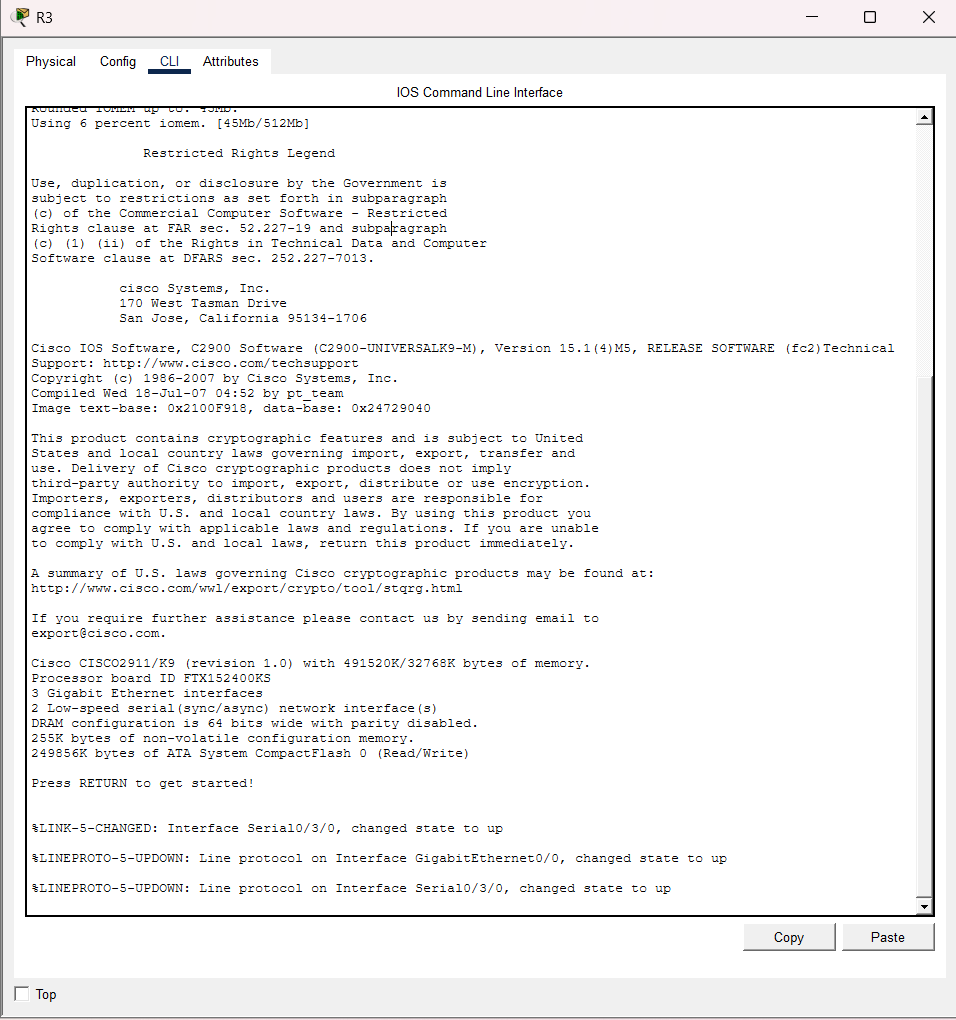 R3
Physical Config CLI Attributes
IOS Command Line Interface
Rounded IOMEM up to: 45Mb.
Using 6 percent iomem. [45Mb/512Mb]
Restricted Rights Legend
Use, duplication, or disclosure by the Government is
subject to restrictions as set forth in subparagraph
(c) of the Commercial Computer Software - Restricted
Rights clause at FAR sec. 52.227-19 and subparagraph
(c) (1) (ii) of the Rights in Technical Data and Computer
Software clause at DFARS sec. 252.227-7013.
cisco Systems, Inc.
170 West Tasman Drive
San Jose, California 95134-1706
Cisco IOS Software, C2900 Software (C2900-UNIVERSALK9-M), Version 15.1(4)M5, RELEASE SOFTWARE (fc2)Technical
Support: http://www.cisco.com/techsupport
Copyright (c) 1986-2007 by Cisco Systems, Inc.
Compiled Wed 18-Jul-07 04:52 by pt_team
Image text-base: 0x2100F918, data-base: 0x24729040
This product contains cryptographic features and is subject to United
States and local country laws governing import, export, transfer and
use. Delivery of Cisco cryptographic products does not imply
third-party authority to import, export, distribute or use encryption.
Importers, exporters, distributors and users are responsible for
compliance with U.S. and local country laws. By using this product you
agree to comply with applicable laws and regulations. If you are unable
to comply with U.S. and local laws, return this product immediately.
A summary of U.S. laws governing Cisco cryptographic products may be found at:
http://www.cisco.com/wwl/export/crypto/tool/stqrg.html
If you require further assistance please contact us by sending email to
export@cisco.com.
Cisco CISCO2911/K9 (revision 1.0) with 491520K/32768K bytes of memory.
Processor board ID FTX152400KS
3 Gigabit Ethernet interfaces
2 Low-speed serial(sync/async) network interface(s)
DRAM configuration is 64 bits wide with parity disabled.
255K bytes of non-volatile configuration memory.
249856K bytes of ATA System CompactFlash 0 (Read/Write)
Press RETURN to get started!
%LINK-5-CHANGED: Interface Serial0/3/0, changed state to up
%LINEPROTO-5-UPDOWN: Line protocol on Interface GigabitEthernet0/0, changed state to up
%LINEPROTO-5-UPDOWN: Line protocol on Interface Serial0/3/0, changed state to up
Copy Paste
Top